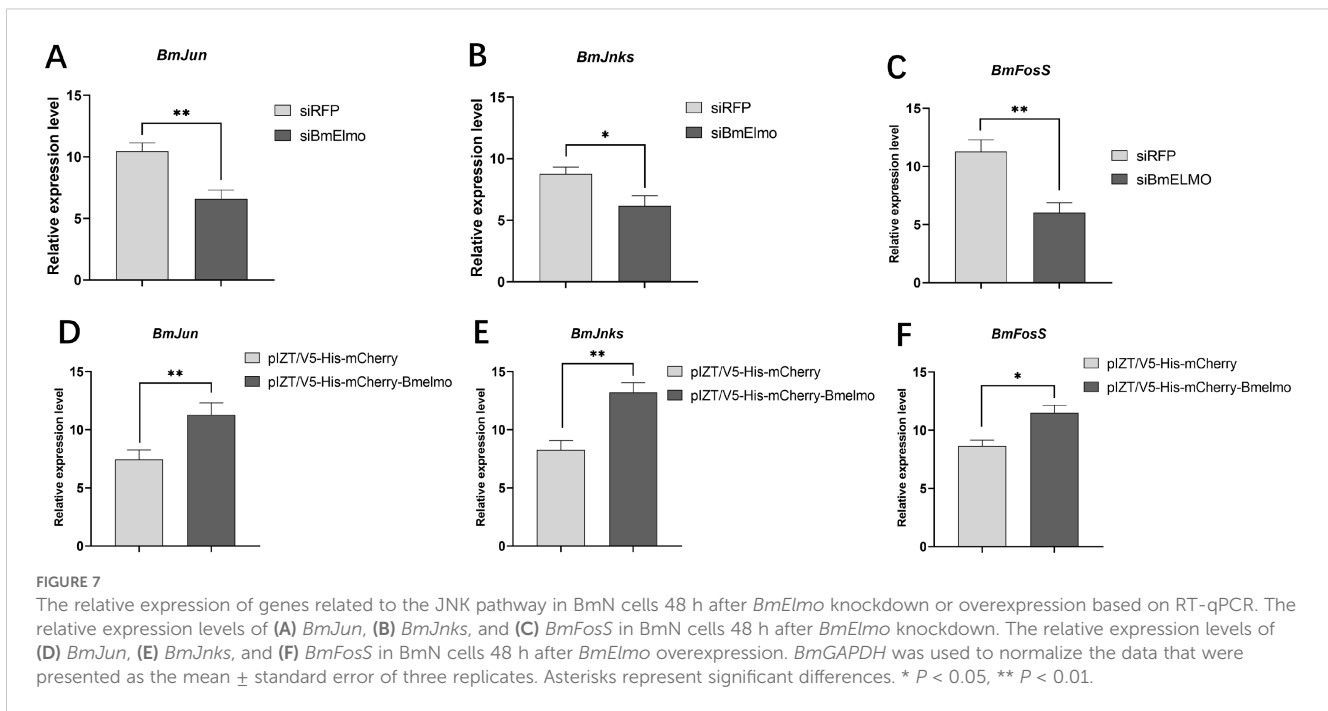 A
BmJun
Relative expression level
15
10
5
0
**
siRFP
siBmElmo
B
BmJnks
Relative expression level
15
10
5
0
*
siRFP
siBmElmo
C
BmFosS
Relative expression level
15
10
5
0
**
siRFP
siBmELMO
D
BmJun
Relative expression level
15
10
5
0
**
pIZT/V5-His-mCherry
pIZT/V5-His-mCherry-Bmelmo
E
BmJnks
Relative expression level
15
10
5
0
**
pIZT/V5-His-mCherry
pIZT/V5-His-mCherry-Bmelmo
F
BmFosS
Relative expression level
15
10
5
0
*
pIZT/V5-His-mCherry
pIZT/V5-His-mCherry-Bmelmo
FIGURE 7
The relative expression of genes related to the JNK pathway in BmN cells 48 h after BmElmo knockdown or overexpression based on RT-qPCR. The
relative expression levels of (A) BmJun, (B) BmJnks, and (C) BmFosS in BmN cells 48 h after BmElmo knockdown. The relative expression levels of
(D) BmJun, (E) BmJnks, and (F) BmFosS in BmN cells 48 h after BmElmo overexpression. BmGAPDH was used to normalize the data that were
presented as the mean ± standard error of three replicates. Asterisks represent significant differences. * P < 0.05, ** P < 0.01.